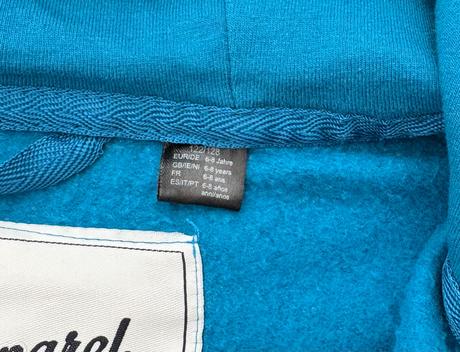 122/128
EUR/DE 6-8 Jahre
GB/IE/NI 6-8 years
FR 6-8 ans
ES/IT/PT 6-8 años
anni/anos